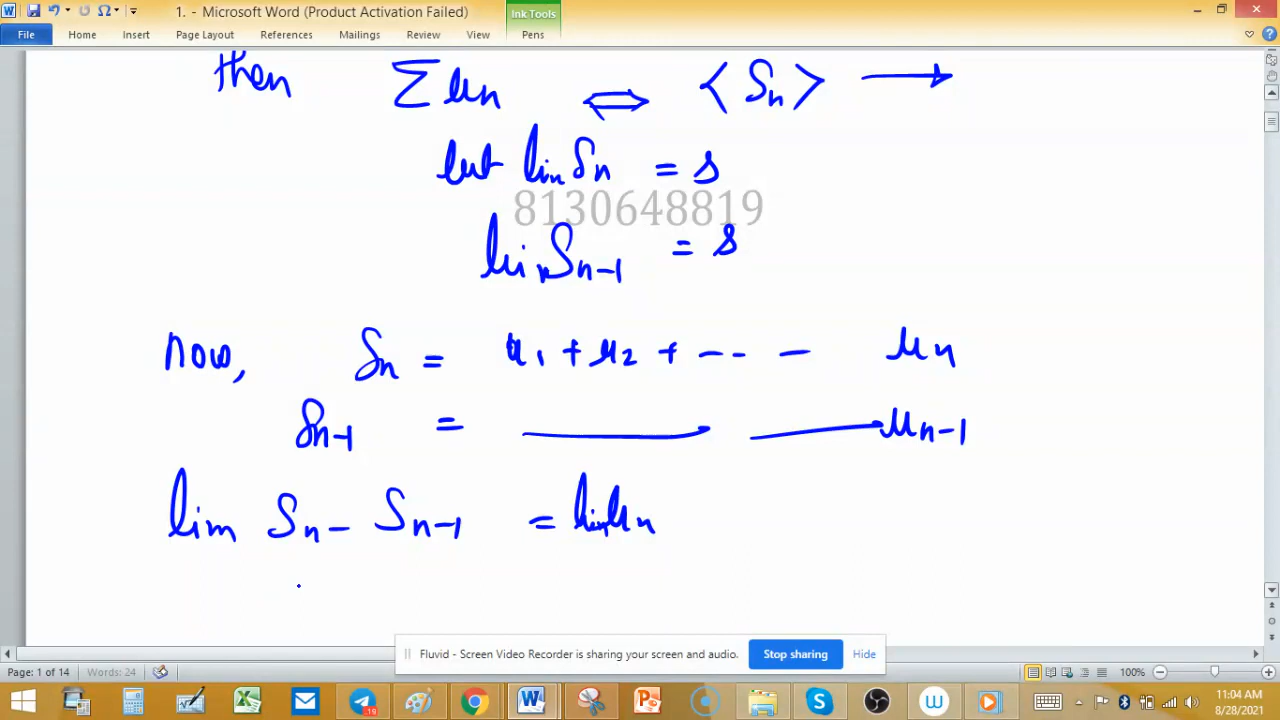 1. - Microsoft Word (Product Activation Failed)
Ink Tools
File Home Insert Page Layout References Mailings Review View Pens
then Σ un ⇔ ⟨Sn⟩ →
let lim Sn = s
8130648819
lim Sn-1 = s
now, Sn = u1 + u2 + -- - un
Sn-1 = un-1
lim Sn - Sn-1 = lim un
Fluvid - Screen Video Recorder is sharing your screen and audio. Stop sharing Hide
Page: 1 of 14 Words: 24 100%
19
11:04 AM
8/28/2021